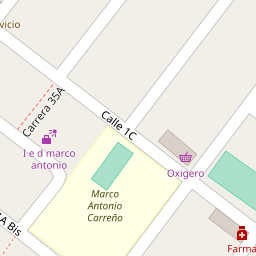 vicio
Carrera 35A
Calle 1C
I e d marco
antonio
Oxigero
Marco
Antonio
Carreño
A Bis
Farma